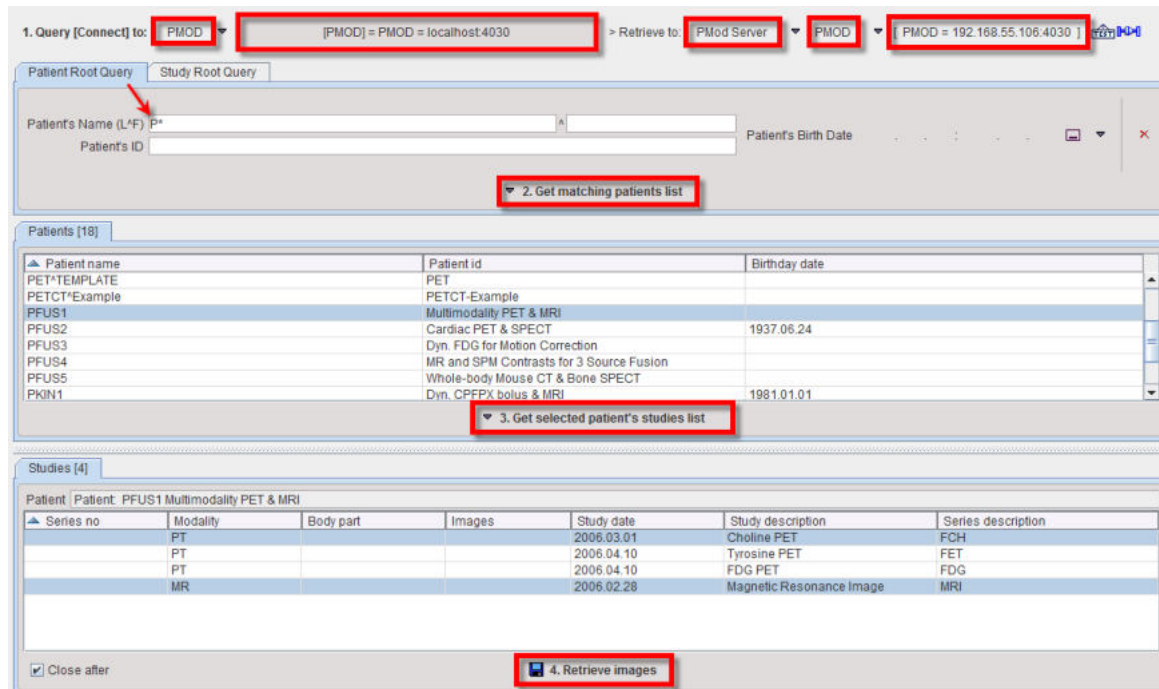 1. Query [Connect] to: PMOD [PMOD] = PMOD = localhost:4030 > Retrieve to: PMod Server PMOD [ PMOD = 192.168.55.106:4030 ]
Patient Root Query Study Root Query
Patient's Name (L^F) P* ^
Patient's Birth Date . . : . .
Patient's ID
2. Get matching patients list
Patients [18]
Patient name Patient id Birthday date
PET^TEMPLATE PET
PETCT^Example PETCT-Example
PFUS1 Multimodality PET & MRI
PFUS2 Cardiac PET & SPECT 1937.06.24
PFUS3 Dyn. FDG for Motion Correction
PFUS4 MR and SPM Contrasts for 3 Source Fusion
PFUS5 Whole-body Mouse CT & Bone SPECT
PKIN1 Dyn. CPFPX bolus & MRI 1981.01.01
3. Get selected patient's studies list
Studies [4]
Patient Patient: PFUS1 Multimodality PET & MRI
Series no Modality Body part Images Study date Study description Series description
PT 2006.03.01 Choline PET FCH
PT 2006.04.10 Tyrosine PET FET
PT 2006.04.10 FDG PET FDG
MR 2006.02.28 Magnetic Resonance Image MRI
Close after 4. Retrieve images